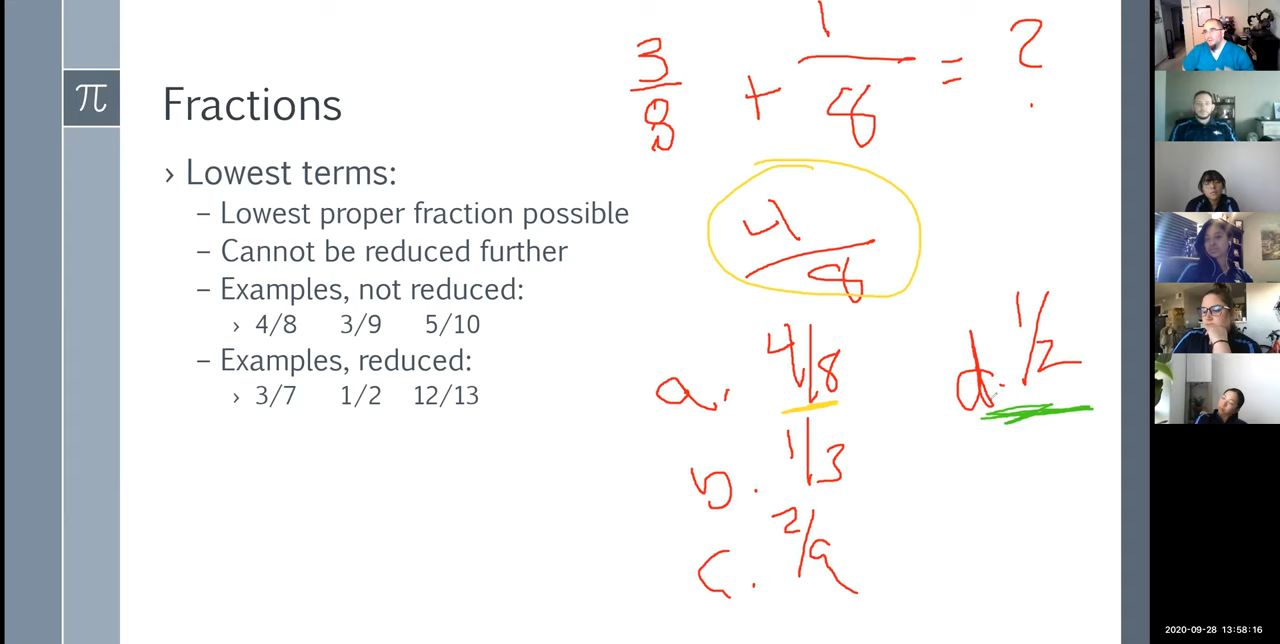 π
Fractions
› Lowest terms:
– Lowest proper fraction possible
– Cannot be reduced further
– Examples, not reduced:
› 4/8 3/9 5/10
– Examples, reduced:
› 3/7 1/2 12/13
3/8 + 1/8 = ?
4/8
a. 4/8
b. 1/3
c. 2/9
d. 1/2
2020-09-28 13:58:16